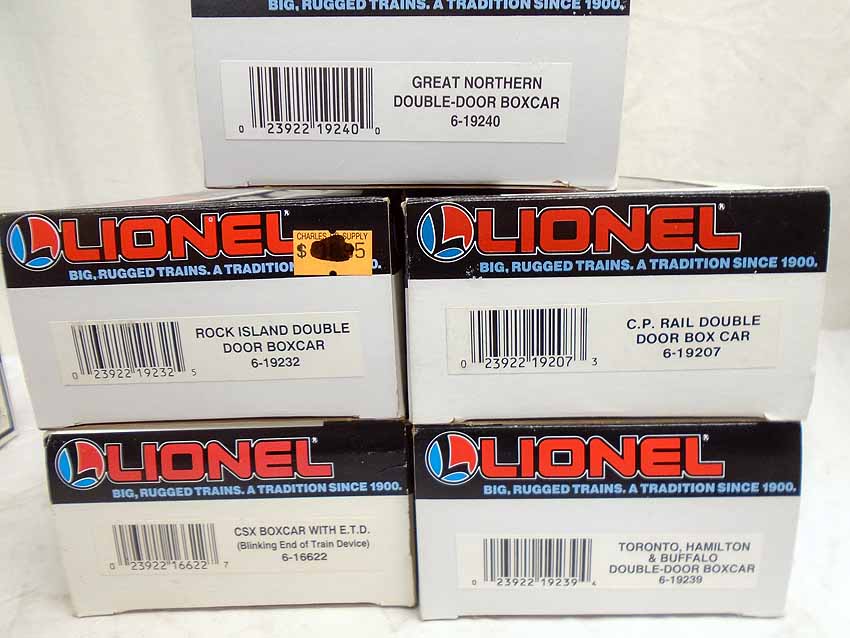 BIG, RUGGED TRAINS. A TRADITION SINCE 1900.
GREAT NORTHERN
DOUBLE-DOOR BOXCAR
6-19240
0 23922 19240 0
LIONEL®
BIG, RUGGED TRAINS. A TRADITION SINCE 1900.
CHARLES SUPPLY
$ 5
ROCK ISLAND DOUBLE
DOOR BOXCAR
6-19232
0 23922 19232 5
LIONEL®
BIG, RUGGED TRAINS. A TRADITION SINCE 1900.
C.P. RAIL DOUBLE
DOOR BOX CAR
6-19207
0 23922 19207 3
LIONEL®
BIG, RUGGED TRAINS. A TRADITION SINCE 1900.
CSX BOXCAR WITH E.T.D.
(Blinking End of Train Device)
6-16622
0 23922 16622 7
LIONEL®
BIG, RUGGED TRAINS. A TRADITION SINCE 1900.
TORONTO, HAMILTON
& BUFFALO
DOUBLE-DOOR BOXCAR
6-19239
0 23922 19239 4